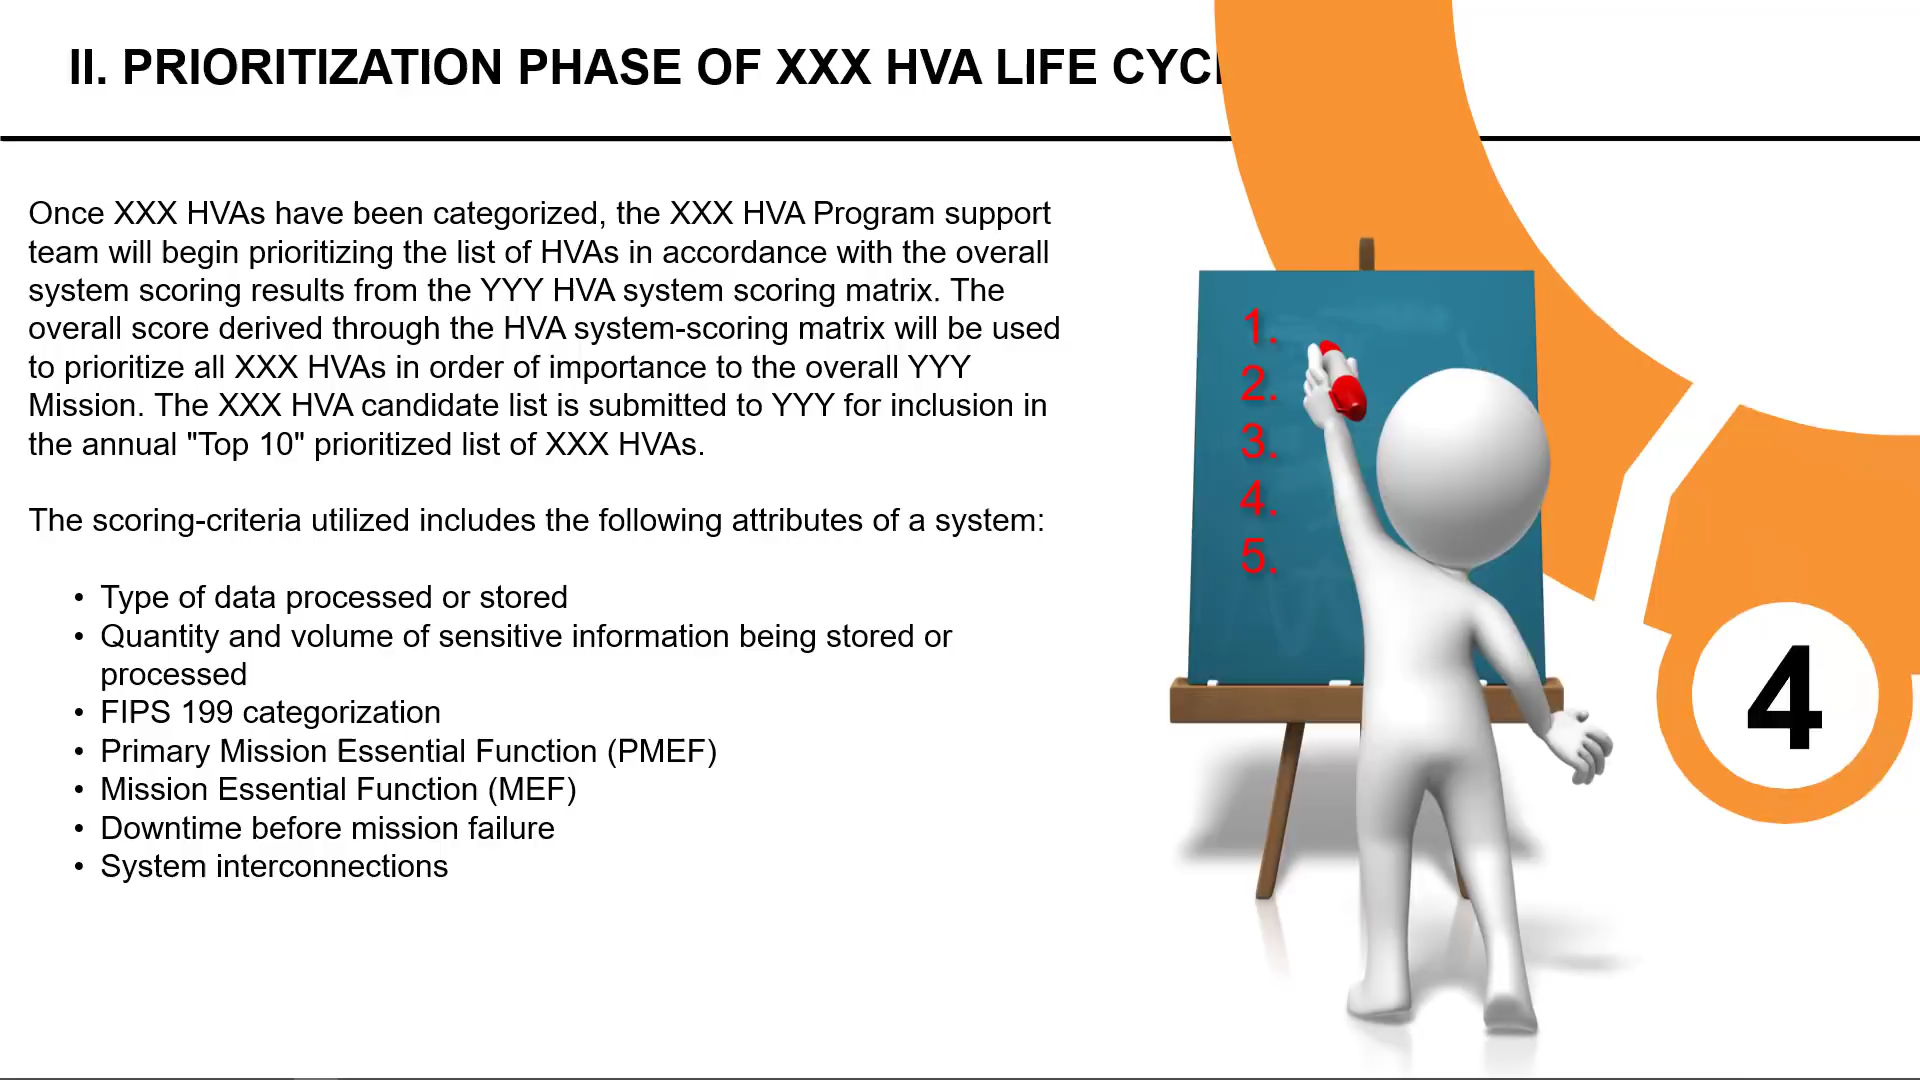 II. PRIORITIZATION PHASE OF XXX HVA LIFE
Once XXX HVAs have been categorized, the XXX HVA Program support
team will begin prioritizing the list of HVAs in accordance with the overall
system scoring results from the YYY HVA system scoring matrix. The
overall score derived through the HVA system-scoring matrix will be used
to prioritize all XXX HVAs in order of importance to the overall YYY
Mission. The XXX HVA candidate list is submitted to YYY for inclusion in
the annual "Top 10" prioritized list of XXX HVAs.
The scoring-criteria utilized includes the following attributes of a system:
• Type of data processed or stored
• Quantity and volume of sensitive information being stored or
processed
• FIPS 199 categorization
• Primary Mission Essential Function (PMEF)
• Mission Essential Function (MEF)
• Downtime before mission failure
• System interconnections
1.
2.
3.
4.
5.
4